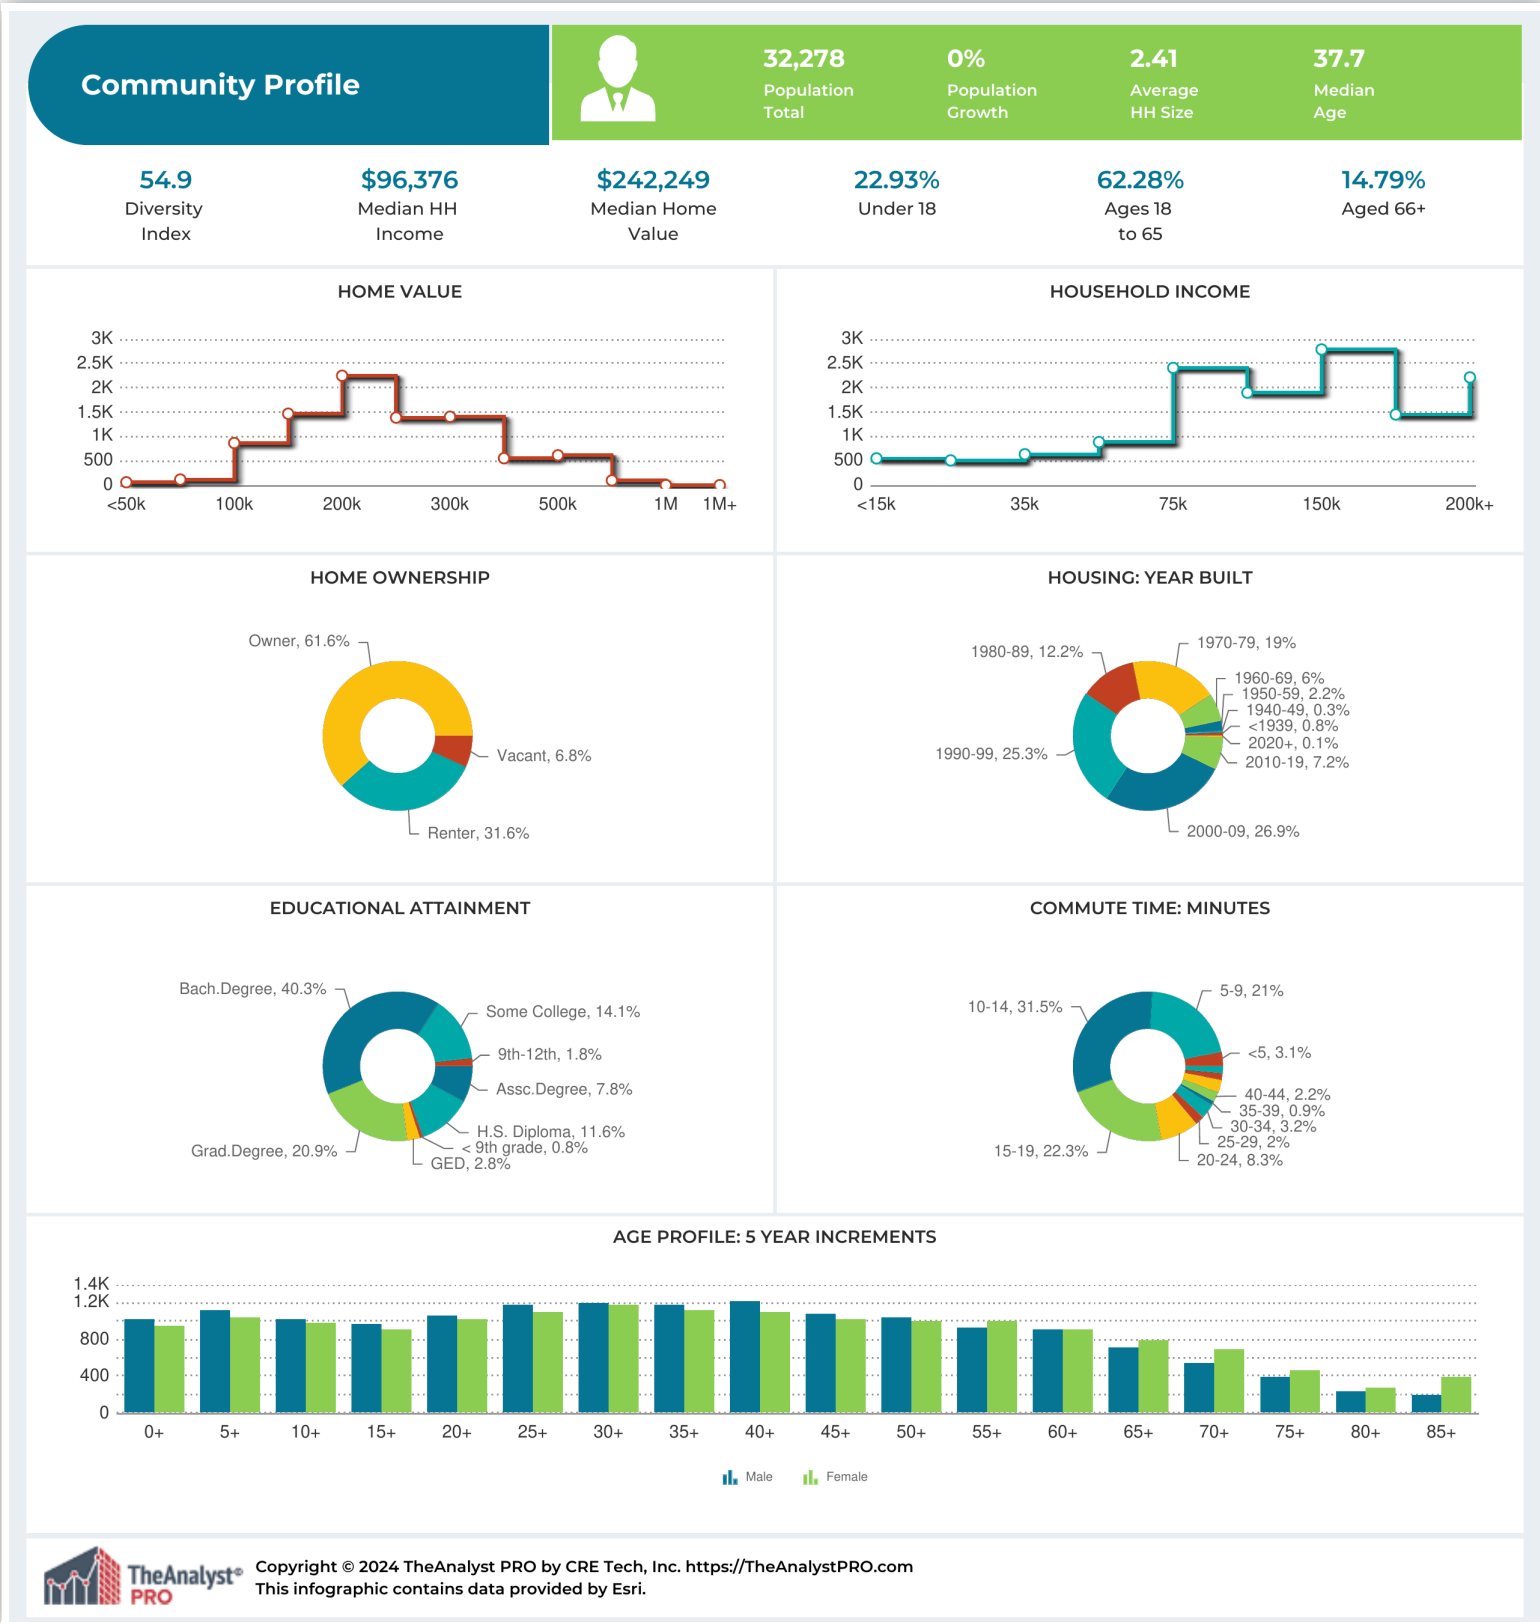 Community Profile
32,278
Population
Total
0%
Population
Growth
2.41
Average
HH Size
37.7
Median
Age
54.9
Diversity
Index
$96,376
Median HH
Income
$242,249
Median Home
Value
22.93%
Under 18
62.28%
Ages 18
to 65
14.79%
Aged 66+
HOME VALUE
3K
2.5K
2K
1.5K
1K
500
0
<50k 100k 200k 300k 500k 1M 1M+
HOUSEHOLD INCOME
3K
2.5K
2K
1.5K
1K
500
0
<15k 35k 75k 150k 200k+
HOME OWNERSHIP
Owner, 61.6%
Vacant, 6.8%
Renter, 31.6%
HOUSING: YEAR BUILT
1970-79, 19%
1980-89, 12.2%
1960-69, 6%
1950-59, 2.2%
1940-49, 0.3%
<1939, 0.8%
2020+, 0.1%
1990-99, 25.3%
2010-19, 7.2%
2000-09, 26.9%
EDUCATIONAL ATTAINMENT
Bach.Degree, 40.3%
Some College, 14.1%
9th-12th, 1.8%
Assc.Degree, 7.8%
H.S. Diploma, 11.6%
< 9th grade, 0.8%
Grad.Degree, 20.9%
GED, 2.8%
COMMUTE TIME: MINUTES
5-9, 21%
10-14, 31.5%
<5, 3.1%
40-44, 2.2%
35-39, 0.9%
30-34, 3.2%
25-29, 2%
15-19, 22.3%
20-24, 8.3%
AGE PROFILE: 5 YEAR INCREMENTS
1.4K
1.2K
800
400
0
0+ 5+ 10+ 15+ 20+ 25+ 30+ 35+ 40+ 45+ 50+ 55+ 60+ 65+ 70+ 75+ 80+ 85+
Male Female
TheAnalyst©
PRO
Copyright © 2024 TheAnalyst PRO by CRE Tech, Inc. https://TheAnalystPRO.com
This infographic contains data provided by Esri.